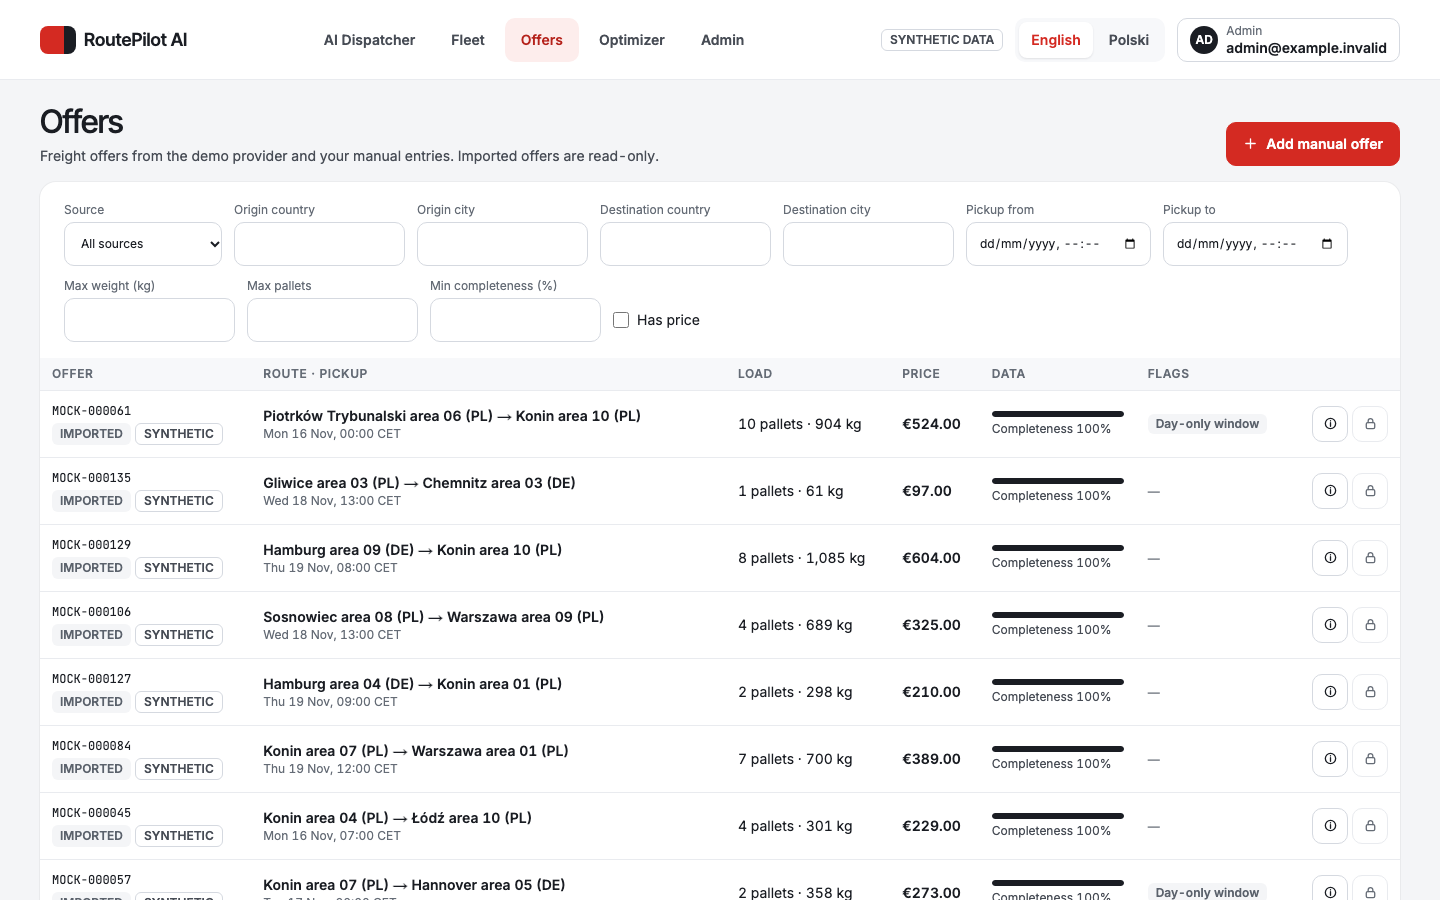 RoutePilot AI
AI Dispatcher
Fleet
Offers
Optimizer
Admin
SYNTHETIC DATA
English
Polski
AD
Admin
admin@example.invalid
Offers
Freight offers from the demo provider and your manual entries. Imported offers are read-only.
+ Add manual offer
Source
Origin country
Origin city
Destination country
Destination city
Pickup from
Pickup to
All sources
dd/mm/yyyy, --:--
dd/mm/yyyy, --:--
Max weight (kg)
Max pallets
Min completeness (%)
Has price
OFFER
ROUTE · PICKUP
LOAD
PRICE
DATA
FLAGS
MOCK-000061
IMPORTED
SYNTHETIC
Piotrków Trybunalski area 06 (PL) → Konin area 10 (PL)
Mon 16 Nov, 00:00 CET
10 pallets · 904 kg
€524.00
Completeness 100%
Day-only window
MOCK-000135
IMPORTED
SYNTHETIC
Gliwice area 03 (PL) → Chemnitz area 03 (DE)
Wed 18 Nov, 13:00 CET
1 pallets · 61 kg
€97.00
Completeness 100%
—
MOCK-000129
IMPORTED
SYNTHETIC
Hamburg area 09 (DE) → Konin area 10 (PL)
Thu 19 Nov, 08:00 CET
8 pallets · 1,085 kg
€604.00
Completeness 100%
—
MOCK-000106
IMPORTED
SYNTHETIC
Sosnowiec area 08 (PL) → Warszawa area 09 (PL)
Wed 18 Nov, 13:00 CET
4 pallets · 689 kg
€325.00
Completeness 100%
—
MOCK-000127
IMPORTED
SYNTHETIC
Hamburg area 04 (DE) → Konin area 01 (PL)
Thu 19 Nov, 09:00 CET
2 pallets · 298 kg
€210.00
Completeness 100%
—
MOCK-000084
IMPORTED
SYNTHETIC
Konin area 07 (PL) → Warszawa area 01 (PL)
Thu 19 Nov, 12:00 CET
7 pallets · 700 kg
€389.00
Completeness 100%
—
MOCK-000045
IMPORTED
SYNTHETIC
Konin area 04 (PL) → Łódź area 10 (PL)
Mon 16 Nov, 07:00 CET
4 pallets · 301 kg
€229.00
Completeness 100%
—
MOCK-000057
IMPORTED
SYNTHETIC
Konin area 07 (PL) → Hannover area 05 (DE)
2 pallets · 358 kg
€273.00
Completeness 100%
Day-only window